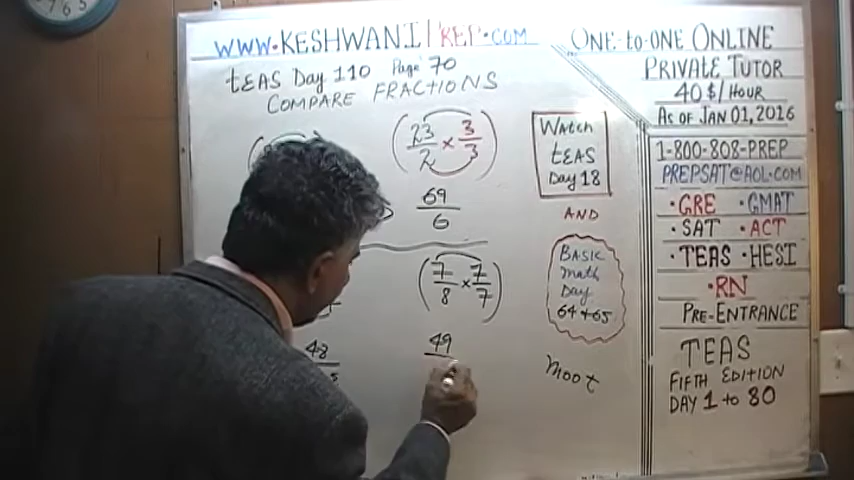 www.KESHWANIPREP.COM
TEAS Day 110 Page 70
COMPARE FRACTIONS
(23/2 × 3/3)
69/6
(7/8 × 7/7)
48
49
Watch
TEAS
Day 18
AND
BASIC
math
Day
64 + 65
moot
ONE-to-ONE ONLINE
PRIVATE TUTOR
40 $/HOUR
As of JAN 01, 2016
1-800-808-PREP
PREPSAT@AOL.COM
•GRE •GMAT
•SAT •ACT
•TEAS •HESI
•RN
PRE-ENTRANCE
TEAS
FIFTH EDITION
DAY 1 to 80
7 6 5